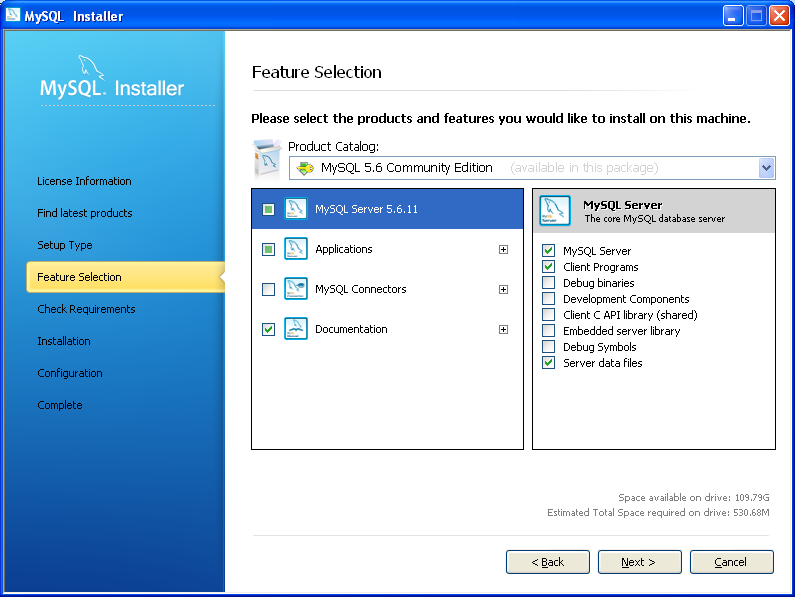 MySQL Installer
MySQL. Installer
License Information
Find latest products
Setup Type
Feature Selection
Check Requirements
Installation
Configuration
Complete
Feature Selection
Please select the products and features you would like to install on this machine.
Product Catalog:
MySQL 5.6 Community Edition (available in this package)
MySQL Server 5.6.11
Applications
MySQL Connectors
Documentation
MySQL Server
The core MySQL database server
MySQL Server
Client Programs
Debug binaries
Development Components
Client C API library (shared)
Embedded server library
Debug Symbols
Server data files
Space available on drive: 109.79G
Estimated Total Space required on drive: 530.68M
< Back
Next >
Cancel